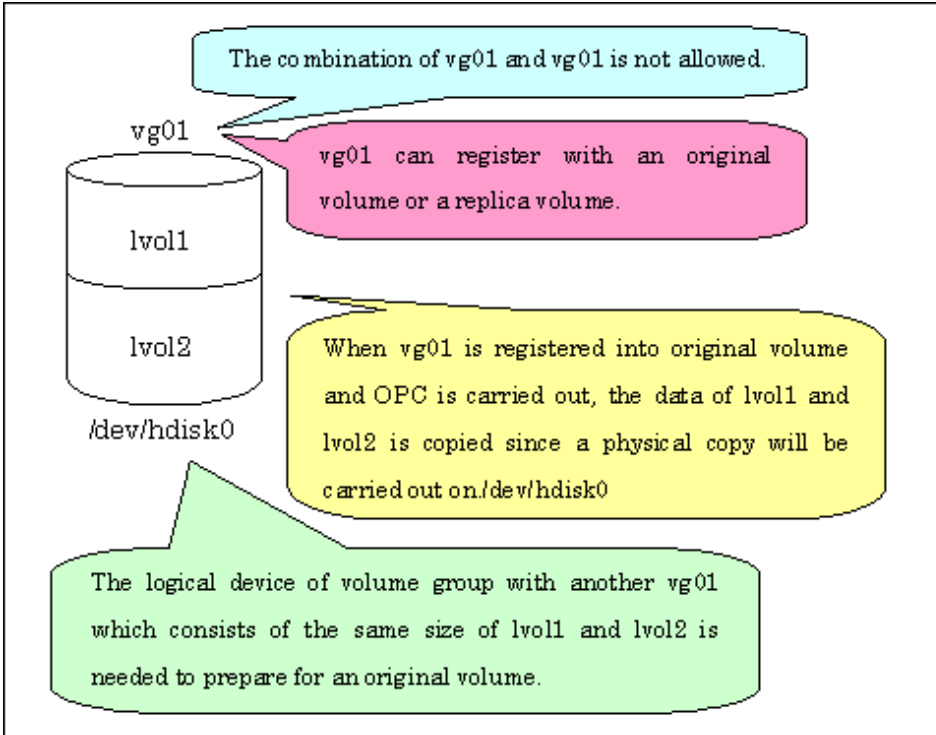 The combination of vg01 and vg01 is not allowed.
vg01
vg01 can register with an original
volume or a replica volume.
lvol1
lvol2
When vg01 is registered into original volume
and OPC is carried out, the data of lvol1 and
lvol2 is copied since a physical copy will be
carried out on./dev/hdisk0
/dev/hdisk0
The logical device of volume group with another vg01
which consists of the same size of lvol1 and lvol2 is
needed to prepare for an original volume.